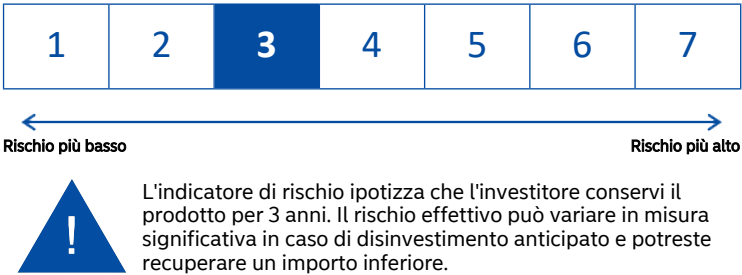 1 2 3 4 5 6 7
Rischio più basso Rischio più alto
!
L'indicatore di rischio ipotizza che l'investitore conservi il
prodotto per 3 anni. Il rischio effettivo può variare in misura
significativa in caso di disinvestimento anticipato e potreste
recuperare un importo inferiore.